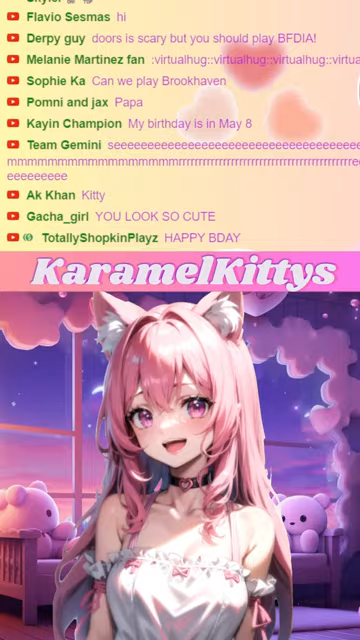 Flavio Sesmas hi
Derpy guy doors is scary but you should play BFDIA!
Melanie Martinez fan :virtualhug::virtualhug::virtualhug::virtua
Sophie Ka Can we play Brookhaven
Pomni and jax Papa
Kayin Champion My birthday is in May 8
Team Gemini
eeeeeeeeee
Ak Khan Kitty
Gacha_girl YOU LOOK SO CUTE
TotallyShopkinPlayz HAPPY BDAY
KaramelKittys